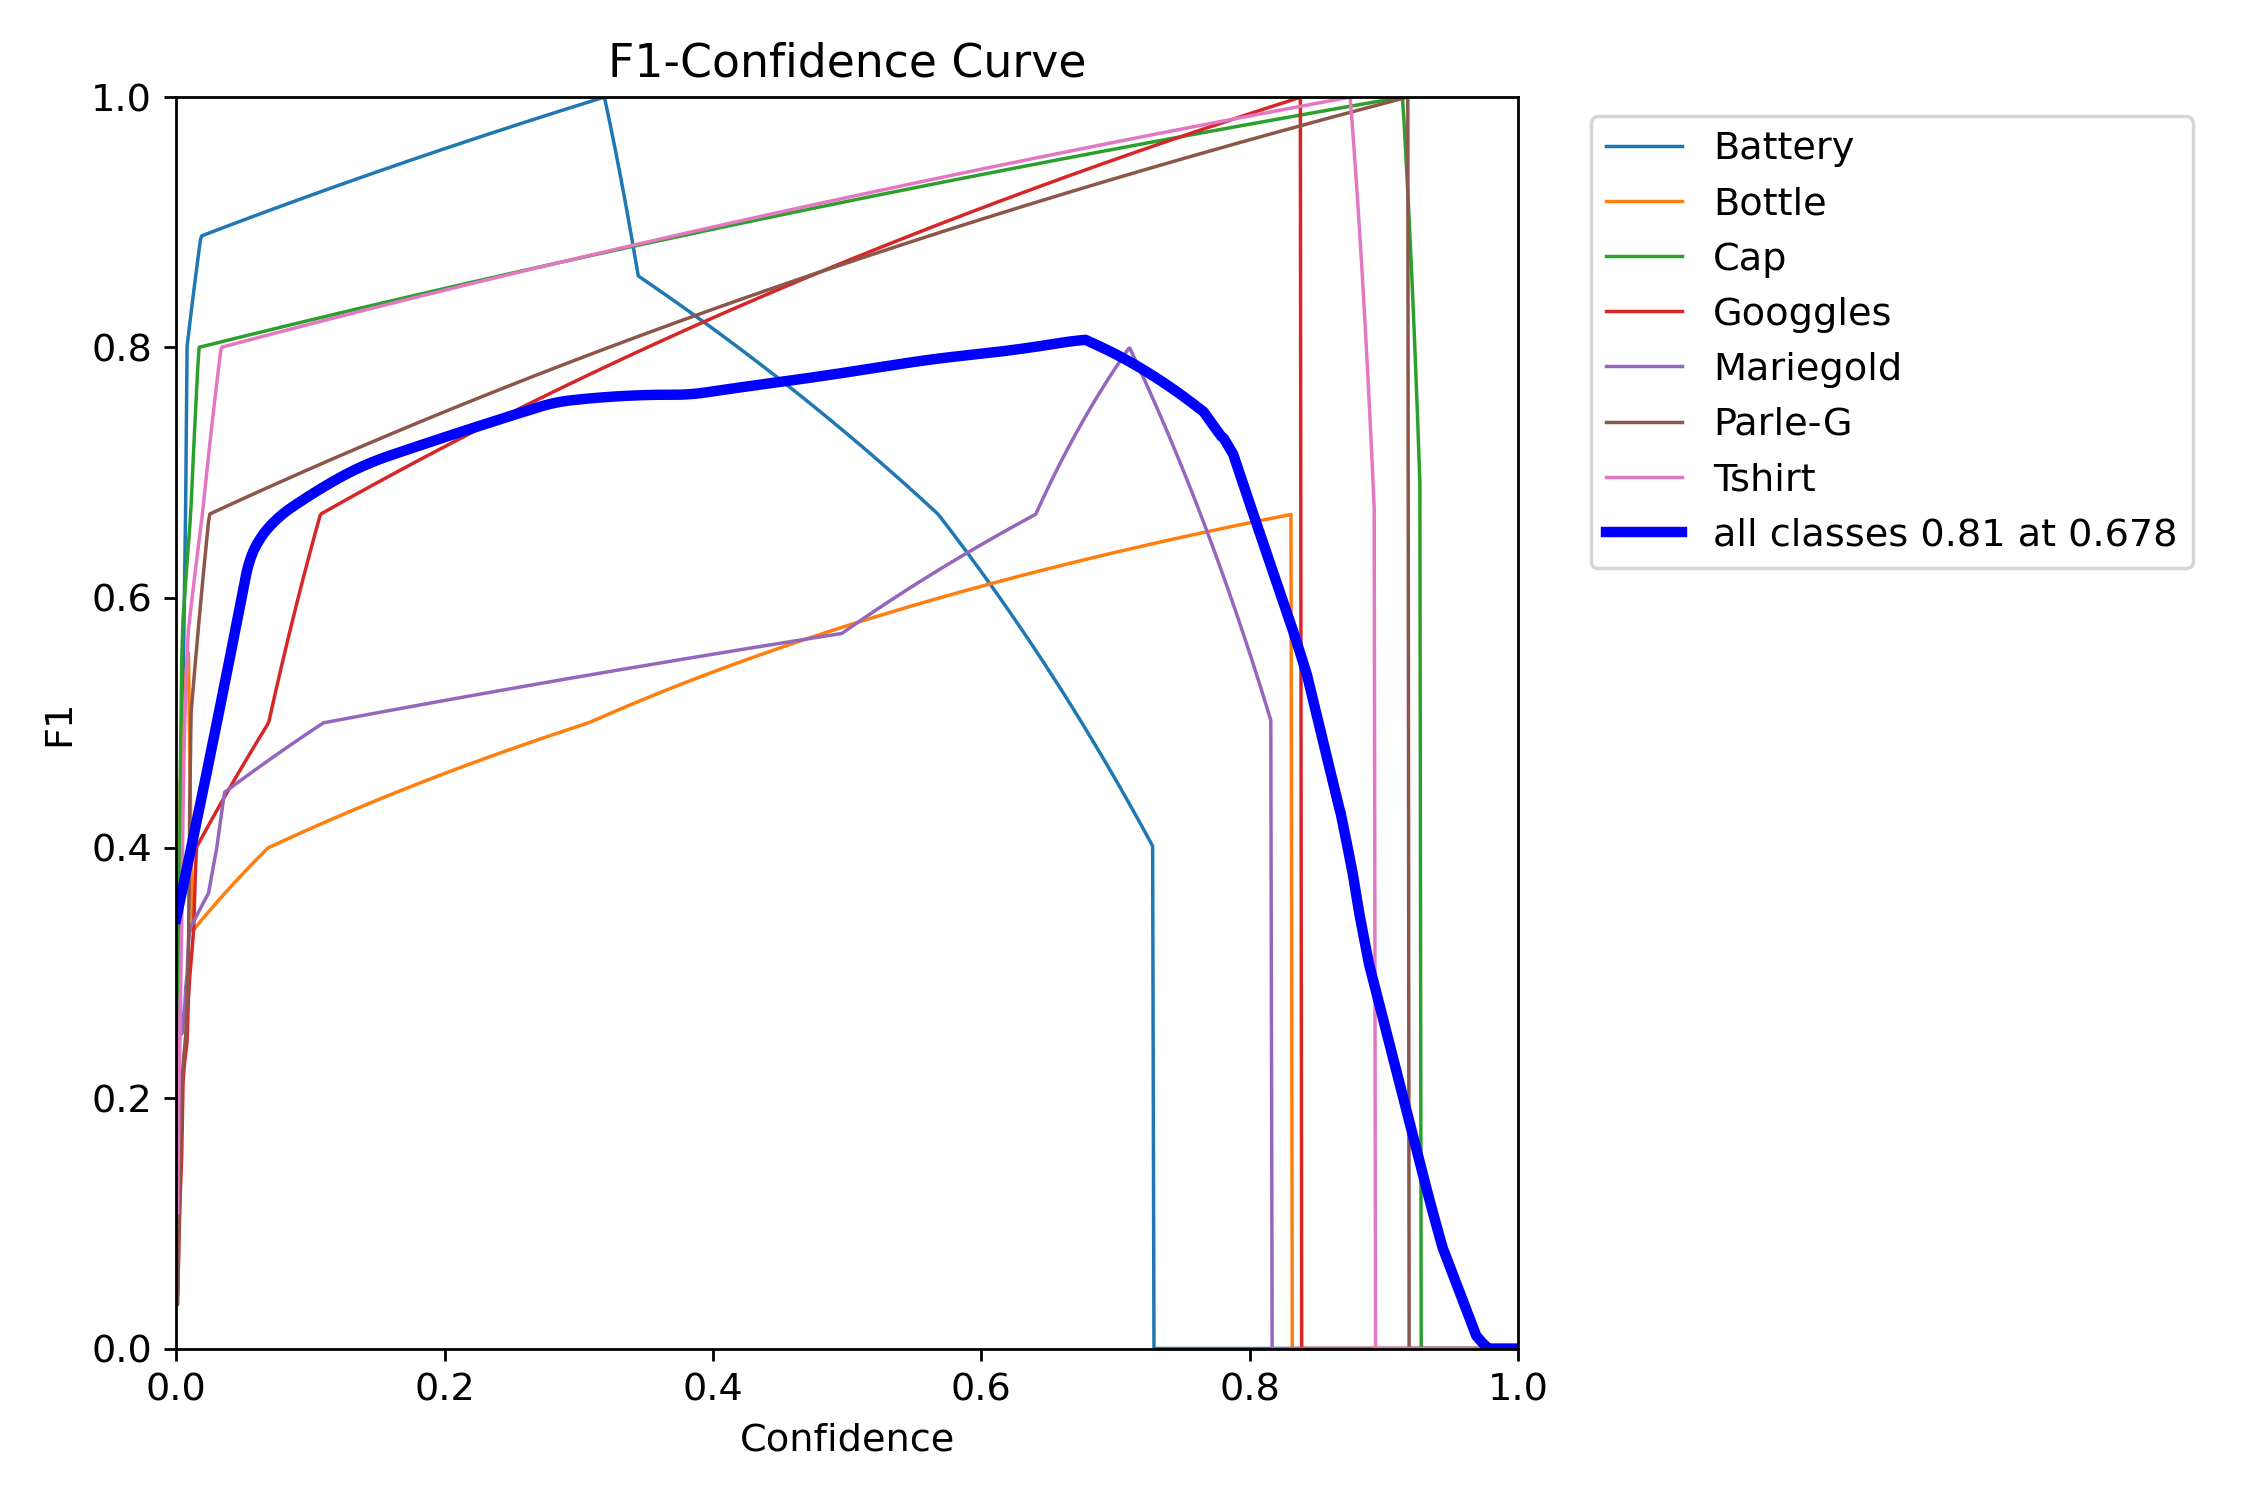 F1-Confidence Curve
1.0
0.8
0.6
0.4
0.2
0.0
F1
0.0 0.2 0.4 0.6 0.8 1.0
Confidence
Battery
Bottle
Cap
Googgles
Mariegold
Parle-G
Tshirt
all classes 0.81 at 0.678